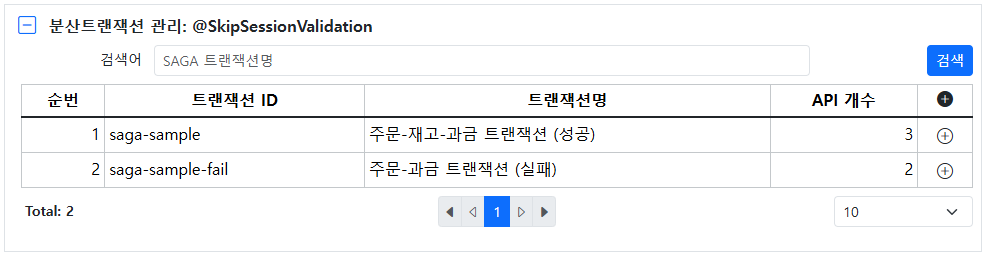 분산트랜잭션 관리: @SkipSessionValidation
검색어 SAGA 트랜잭션명 검색
순번 트랜잭션 ID 트랜잭션명 API 개수
1 saga-sample 주문-재고-과금 트랜잭션 (성공) 3
2 saga-sample-fail 주문-과금 트랜잭션 (실패) 2
Total: 2 1 10